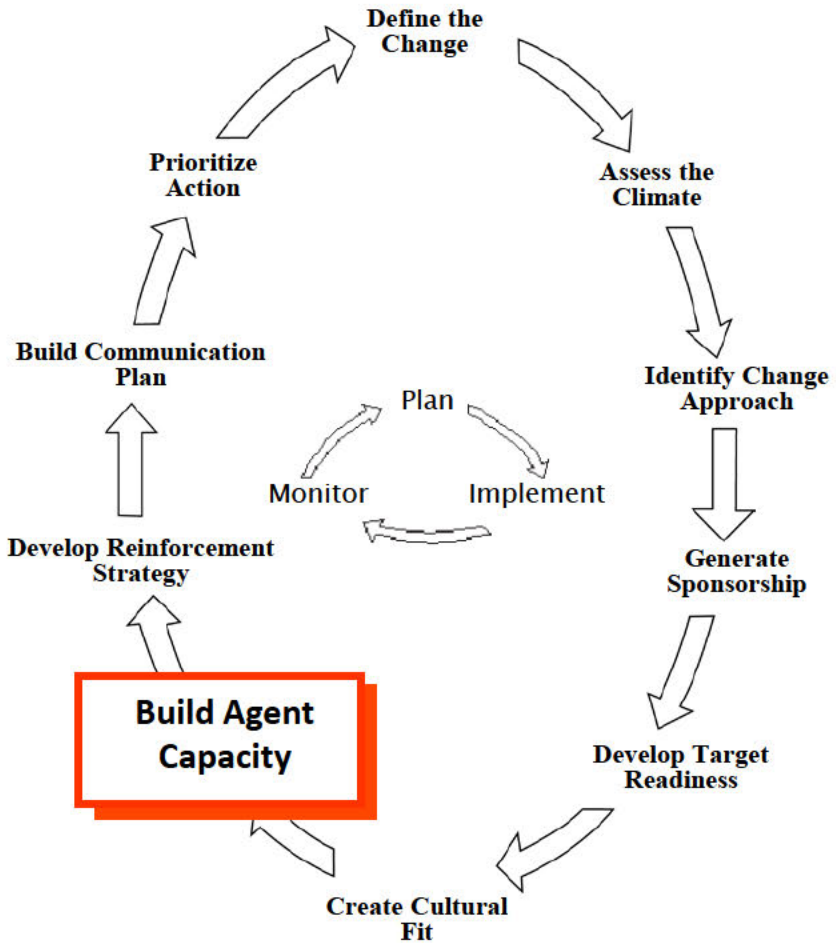 Define the
Change
Assess the
Climate
Identify Change
Approach
Generate
Sponsorship
Develop Target
Readiness
Create Cultural
Fit
Build Agent
Capacity
Develop Reinforcement
Strategy
Build Communication
Plan
Prioritize
Action
Plan
Implement
Monitor